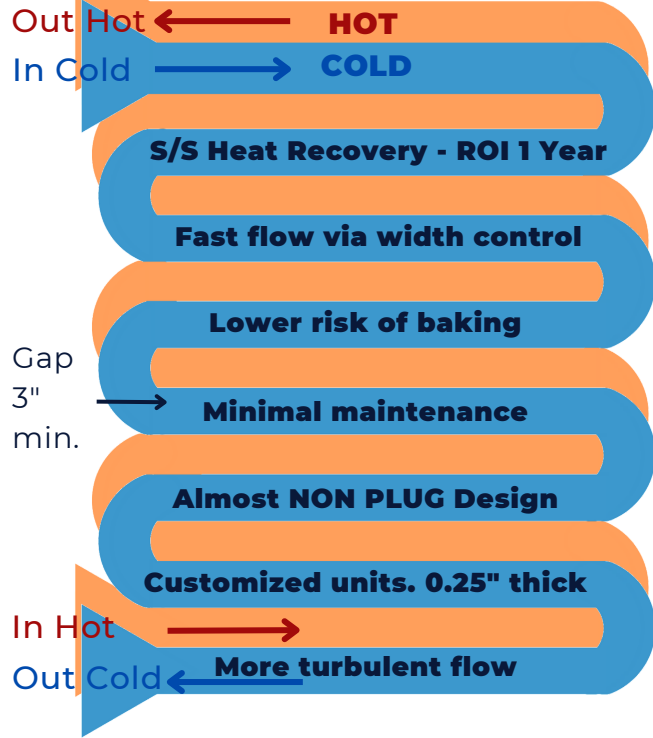 Out Hot
HOT
In Cold
COLD
S/S Heat Recovery - ROI 1 Year
Fast flow via width control
Lower risk of baking
Gap
3"
min.
Minimal maintenance
Almost NON PLUG Design
Customized units. 0.25" thick
In Hot
More turbulent flow
Out Cold